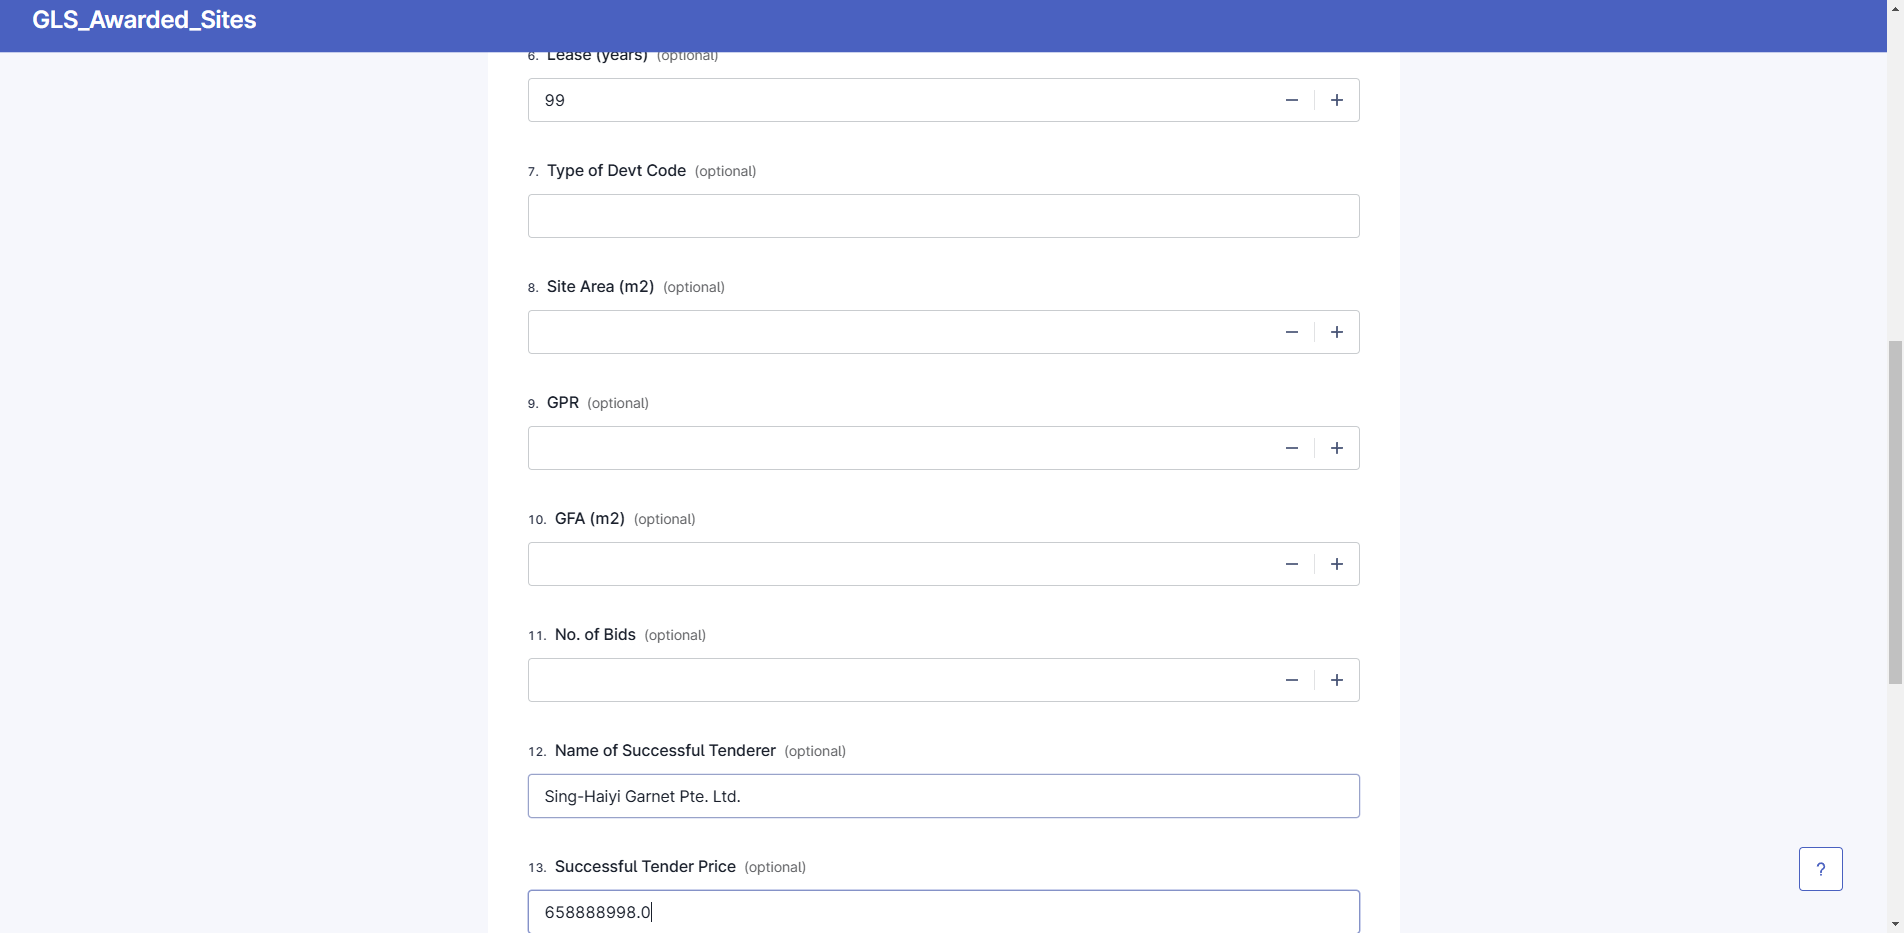 GLS_Awarded_Sites
6. Lease (years) (optional)
99
7. Type of Devt Code (optional)
8. Site Area (m2) (optional)
9. GPR (optional)
10. GFA (m2) (optional)
11. No. of Bids (optional)
12. Name of Successful Tenderer (optional)
Sing-Haiyi Garnet Pte. Ltd.
13. Successful Tender Price (optional)
658888998.0
?